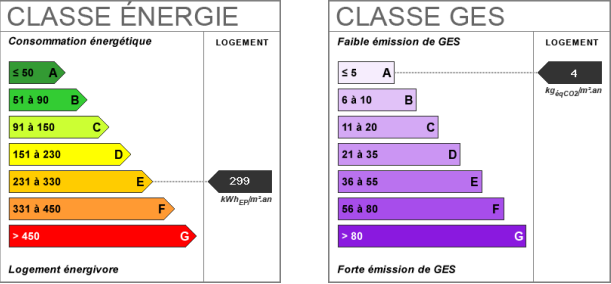 CLASSE ÉNERGIE
Consommation énergétique
LOGEMENT
≤ 50 A
51 à 90 B
91 à 150 C
151 à 230 D
231 à 330 E
299
kWhEP/m².an
331 à 450 F
> 450 G
Logement énergivore
CLASSE GES
Faible émission de GES
LOGEMENT
≤ 5 A
4
kgéqCO2/m².an
6 à 10 B
11 à 20 C
21 à 35 D
36 à 55 E
56 à 80 F
> 80 G
Forte émission de GES